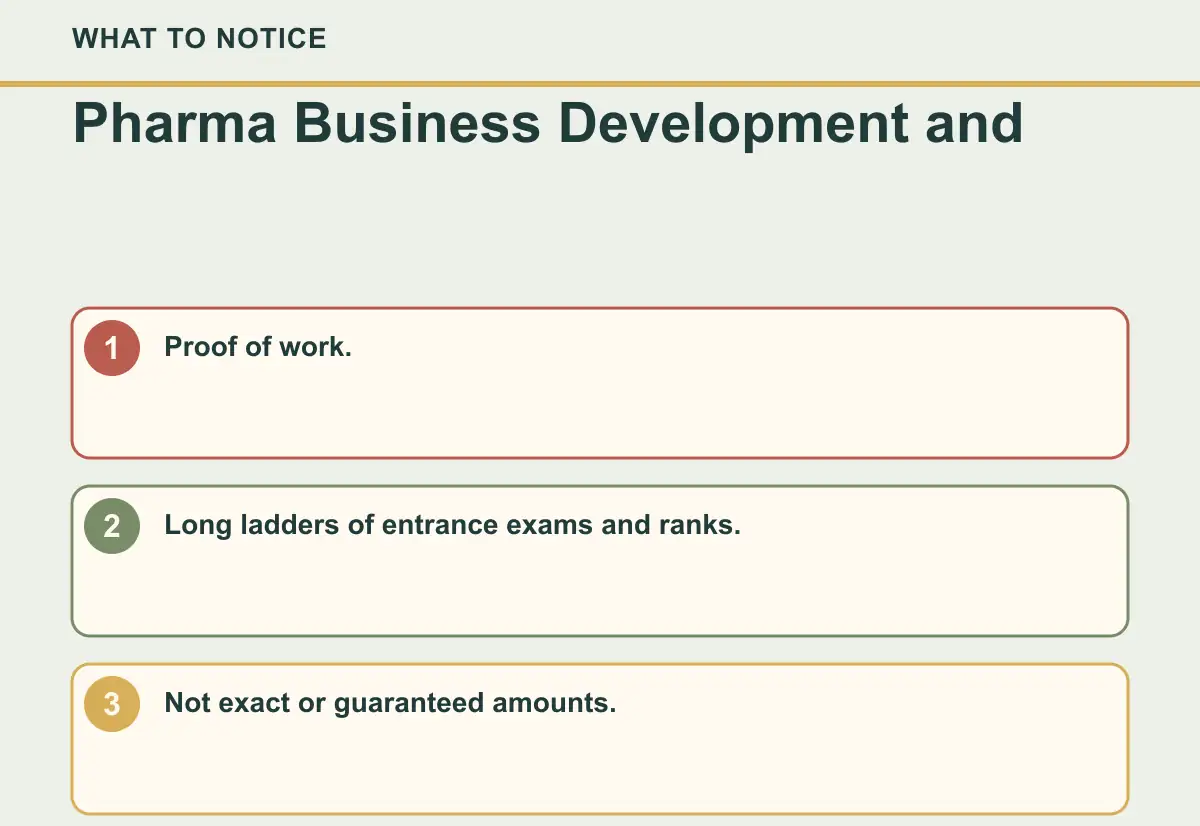 WHAT TO NOTICE
Pharma Business Development and
1 Proof of work.
2 Long ladders of entrance exams and ranks.
3 Not exact or guaranteed amounts.